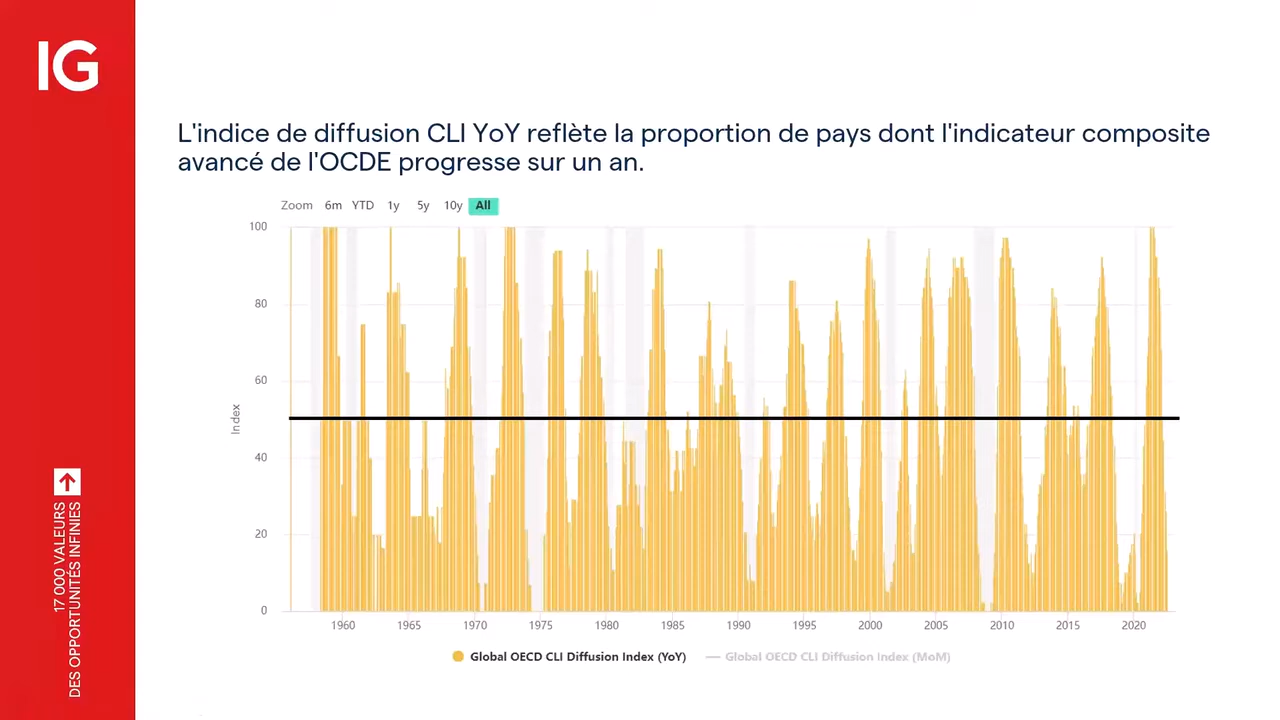 IG
L'indice de diffusion CLI YoY reflète la proportion de pays dont l'indicateur composite
avancé de l'OCDE progresse sur un an.
Zoom 6m YTD 1y 5y 10y All
100
80
60
40
20
0
Index
1960 1965 1970 1975 1980 1985 1990 1995 2000 2005 2010 2015 2020
Global OECD CLI Diffusion Index (YoY) Global OECD CLI Diffusion Index (MoM)
17 000 VALEURS
DES OPPORTUNITÉS INFINIES